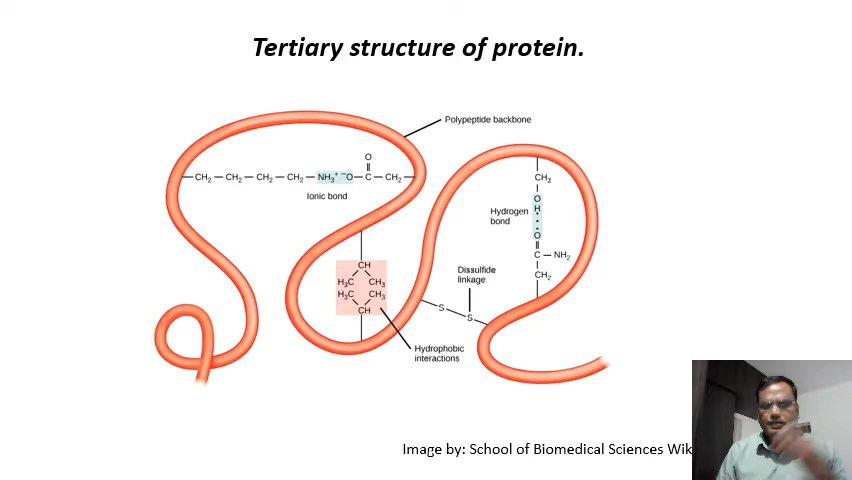 Tertiary structure of protein.
Polypeptide backbone
O
||
CH₂ — CH₂ — CH₂ — CH₂ — NH₃⁺ ⁻O — C — CH₂
Ionic bond
CH₂
O
H
Hydrogen
bond
O
||
C — NH₂
CH₂
CH
H₃C CH₃
H₃C CH₃
CH
Dissulfide
linkage
S
S
Hydrophobic
interactions
Image by: School of Biomedical Sciences Wik